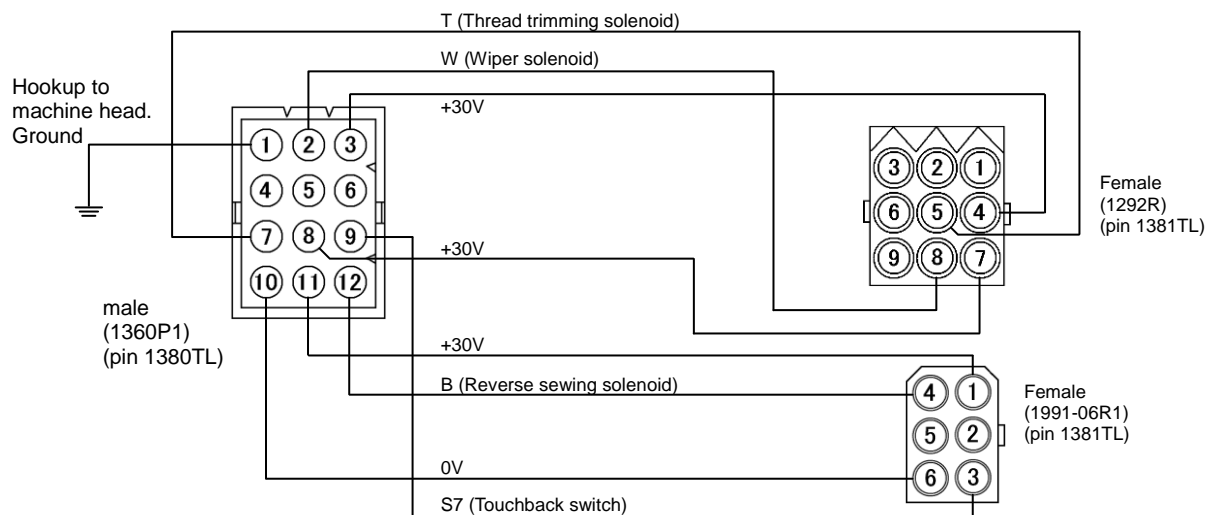 T (Thread trimming solenoid)
W (Wiper solenoid)
Hookup to
machine head.
Ground
+30V
1 2 3
4 5 6
7 8 9
10 11 12
3 2 1
6 5 4
9 8 7
Female
(1292R)
(pin 1381TL)
+30V
male
(1360P1)
(pin 1380TL)
+30V
B (Reverse sewing solenoid)
4 1
5 2
6 3
Female
(1991-06R1)
(pin 1381TL)
0V
S7 (Touchback switch)